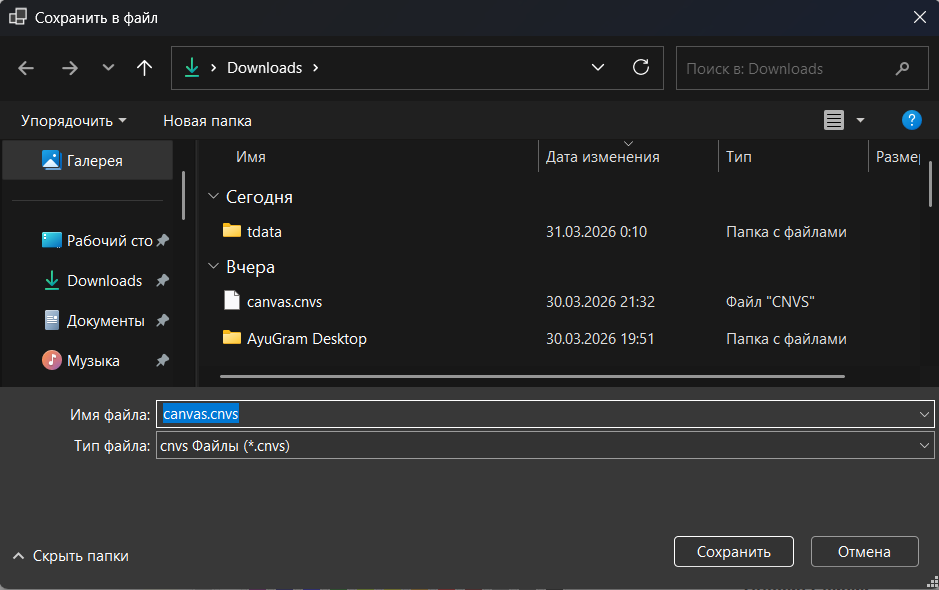 Сохранить в файл
Downloads
Поиск в: Downloads
Упорядочить
Новая папка
?
Галерея
Рабочий сто
Downloads
Документы
Музыка
Имя Дата изменения Тип Разме
Сегодня
tdata 31.03.2026 0:10 Папка с файлами
Вчера
canvas.cnvs 30.03.2026 21:32 Файл "CNVS"
AyuGram Desktop 30.03.2026 19:51 Папка с файлами
Имя файла: canvas.cnvs
Тип файла: cnvs Файлы (*.cnvs)
Скрыть папки
Сохранить
Отмена